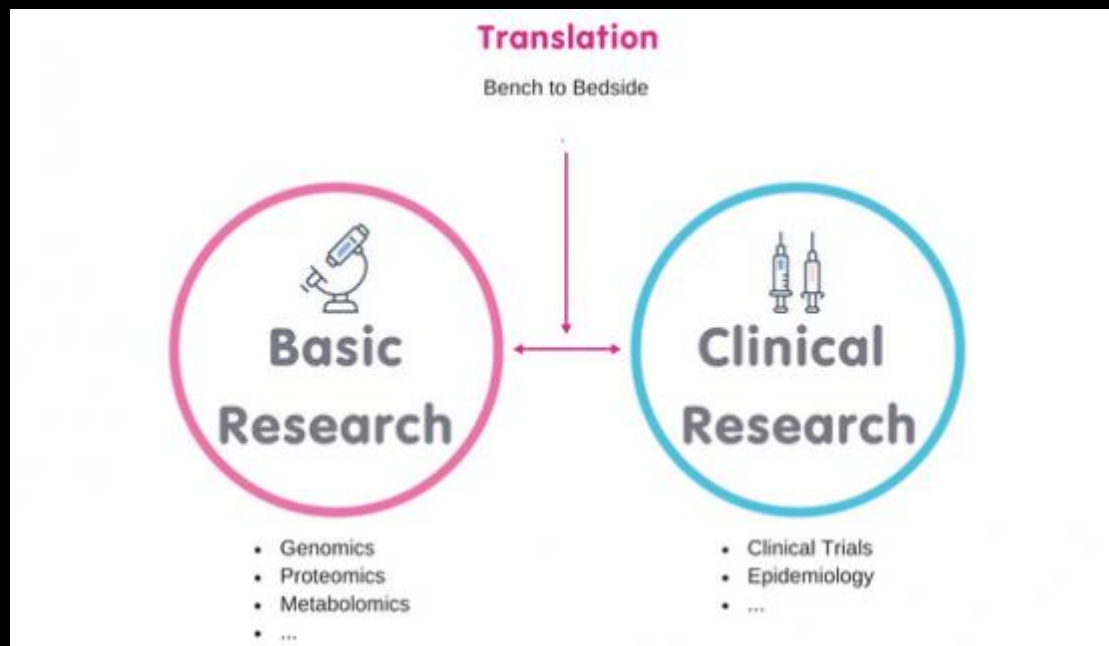 Translation
Bench to Bedside
Basic
Research
• Genomics
• Proteomics
• Metabolomics
• ...
Clinical
Research
• Clinical Trials
• Epidemiology
• ...